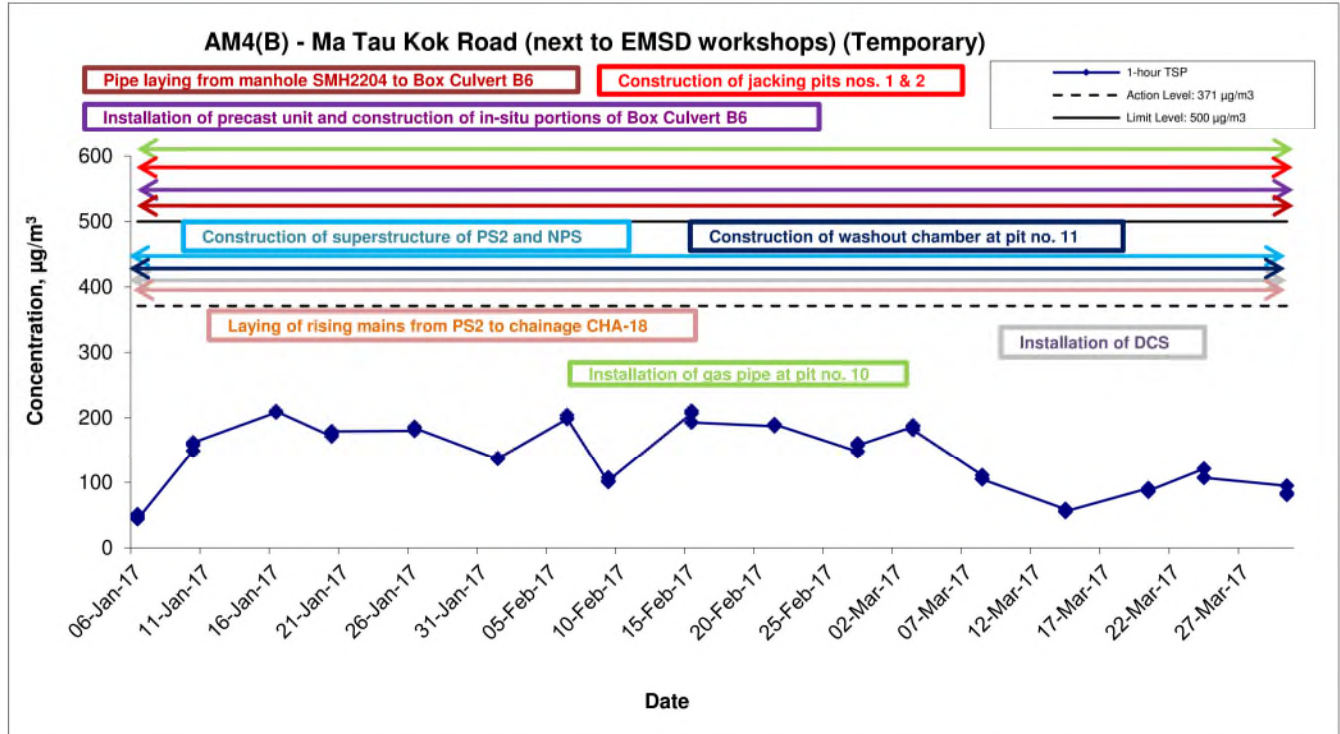 AM4(B) - Ma Tau Kok Road (next to EMSD workshops) (Temporary)
Pipe laying from manhole SMH2204 to Box Culvert B6
Construction of jacking pits nos. 1 & 2
1-hour TSP
Action Level: 371 µg/m3
Limit Level: 500 µg/m3
Installation of precast unit and construction of in-situ portions of Box Culvert B6
600
500
400
300
200
100
0
Concentration, µg/m³
Construction of superstructure of PS2 and NPS
Construction of washout chamber at pit no. 11
Laying of rising mains from PS2 to chainage CHA-18
Installation of DCS
Installation of gas pipe at pit no. 10
06-Jan-17
11-Jan-17
16-Jan-17
21-Jan-17
26-Jan-17
31-Jan-17
05-Feb-17
10-Feb-17
15-Feb-17
20-Feb-17
25-Feb-17
02-Mar-17
07-Mar-17
12-Mar-17
17-Mar-17
22-Mar-17
27-Mar-17
Date